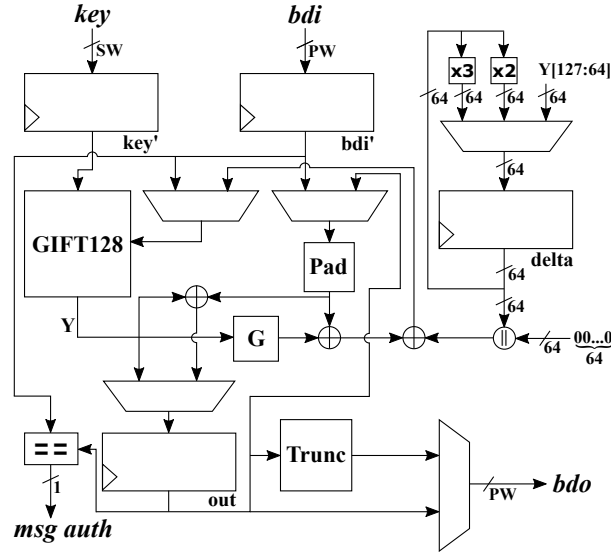 key
bdi
SW
PW
x3
x2
Y[127:64]
64
64
64
64
key'
bdi'
64
GIFT128
Pad
delta
64
64
Y
G
||
64
00...0
64
==
Trunc
out
1
PW
bdo
msg auth